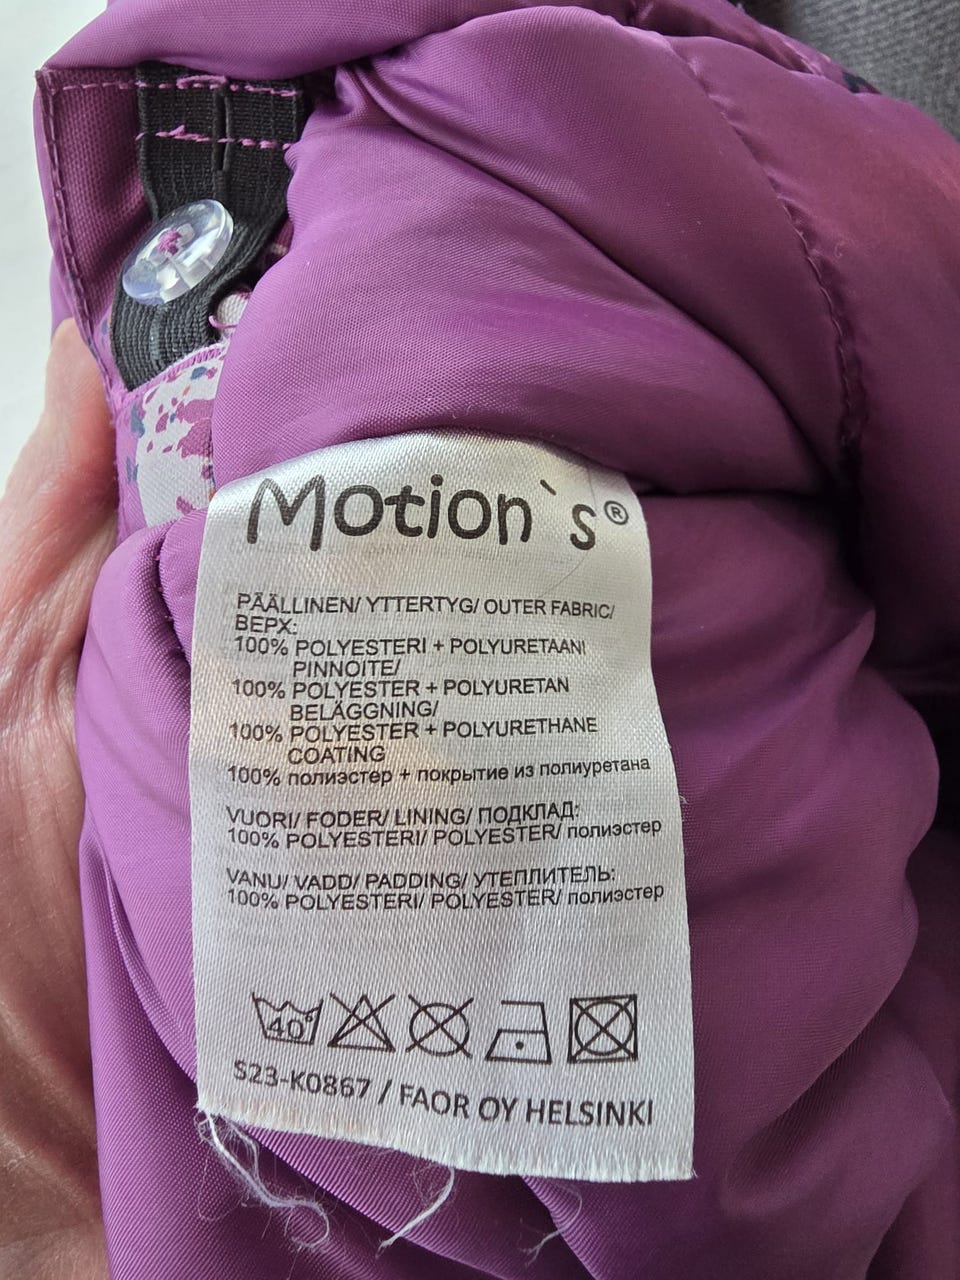 Motion`s®
PÄÄLLINEN/ YTTERTYG/ OUTER FABRIC/
ВЕРХ:
100% POLYESTERI + POLYURETAANI
PINNOITE/
100% POLYESTER + POLYURETAN
BELÄGGNING/
100% POLYESTER + POLYURETHANE
COATING
100% полиэстер + покрытие из полиуретана
VUORI/ FODER/ LINING/ ПОДКЛАД:
100% POLYESTERI/ POLYESTER/ полиэстер
VANU/ VADD/ PADDING/ УТЕПЛИТЕЛЬ:
100% POLYESTERI/ POLYESTER/ полиэстер
40°
S23-K0867 / FAOR OY HELSINKI